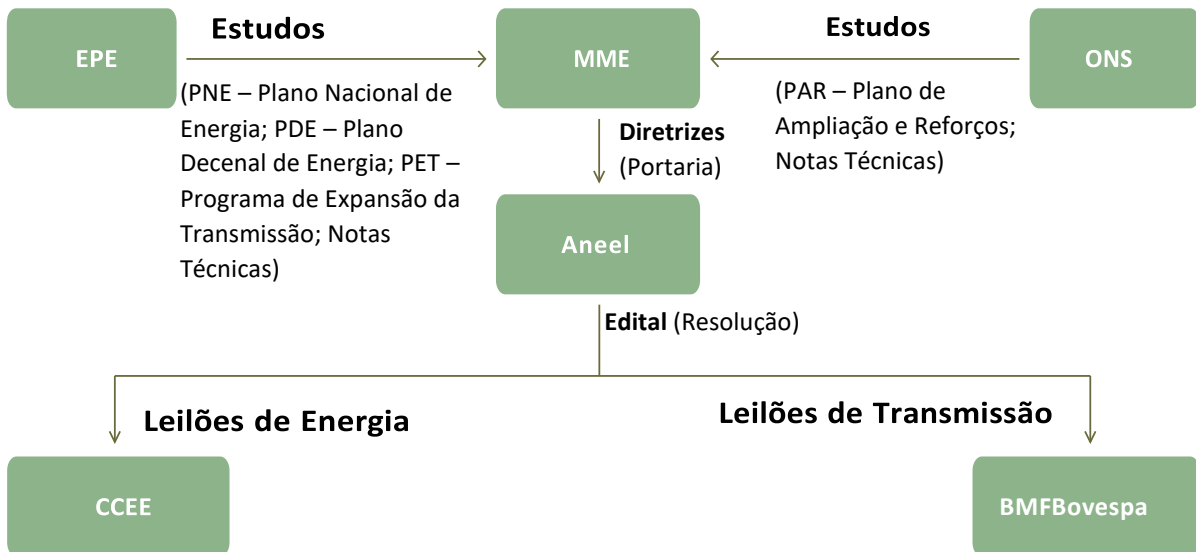 EPE
Estudos
(PNE – Plano Nacional de
Energia; PDE – Plano
Decenal de Energia; PET –
Programa de Expansão da
Transmissão; Notas
Técnicas)
MME
Estudos
(PAR – Plano de
Ampliação e Reforços;
Notas Técnicas)
ONS
Diretrizes
(Portaria)
Aneel
Edital (Resolução)
Leilões de Energia
Leilões de Transmissão
CCEE
BMFBovespa